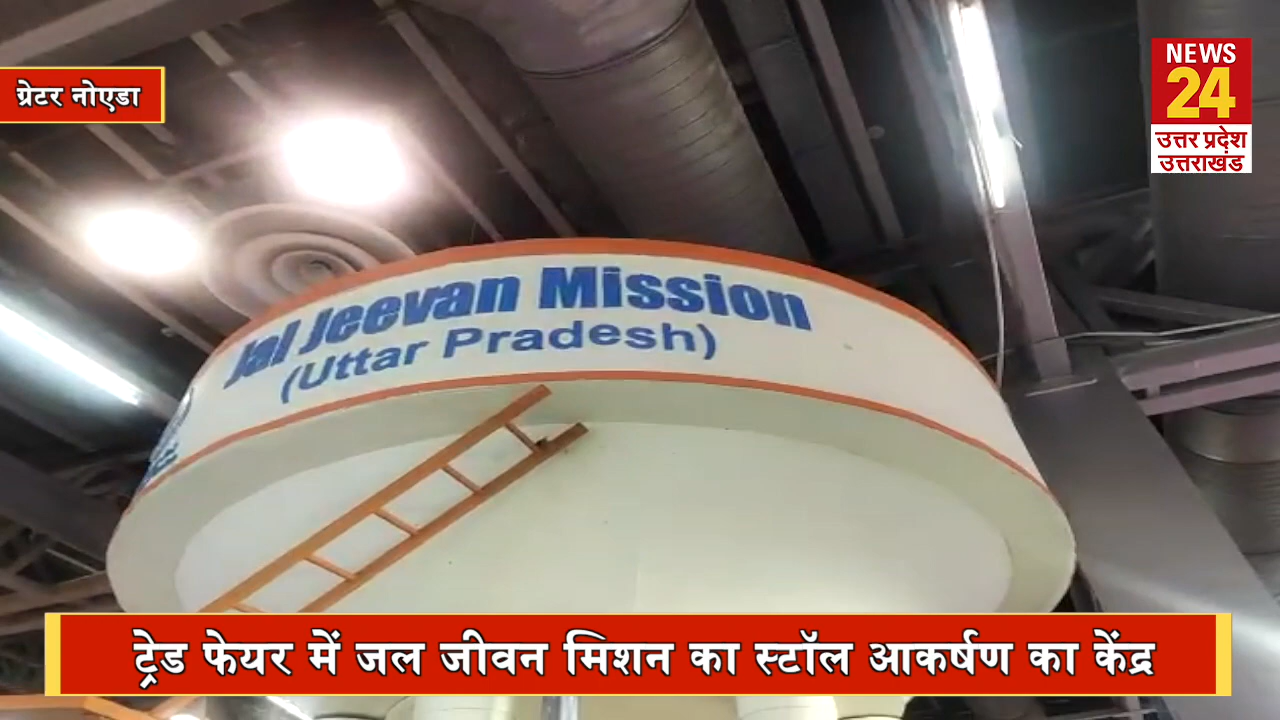 ग्रेटर नोएडा
NEWS
24
उत्तर प्रदेश
उत्तराखंड
Jal Jeevan Mission
(Uttar Pradesh)
ट्रेड फेयर में जल जीवन मिशन का स्टॉल आकर्षण का केंद्र